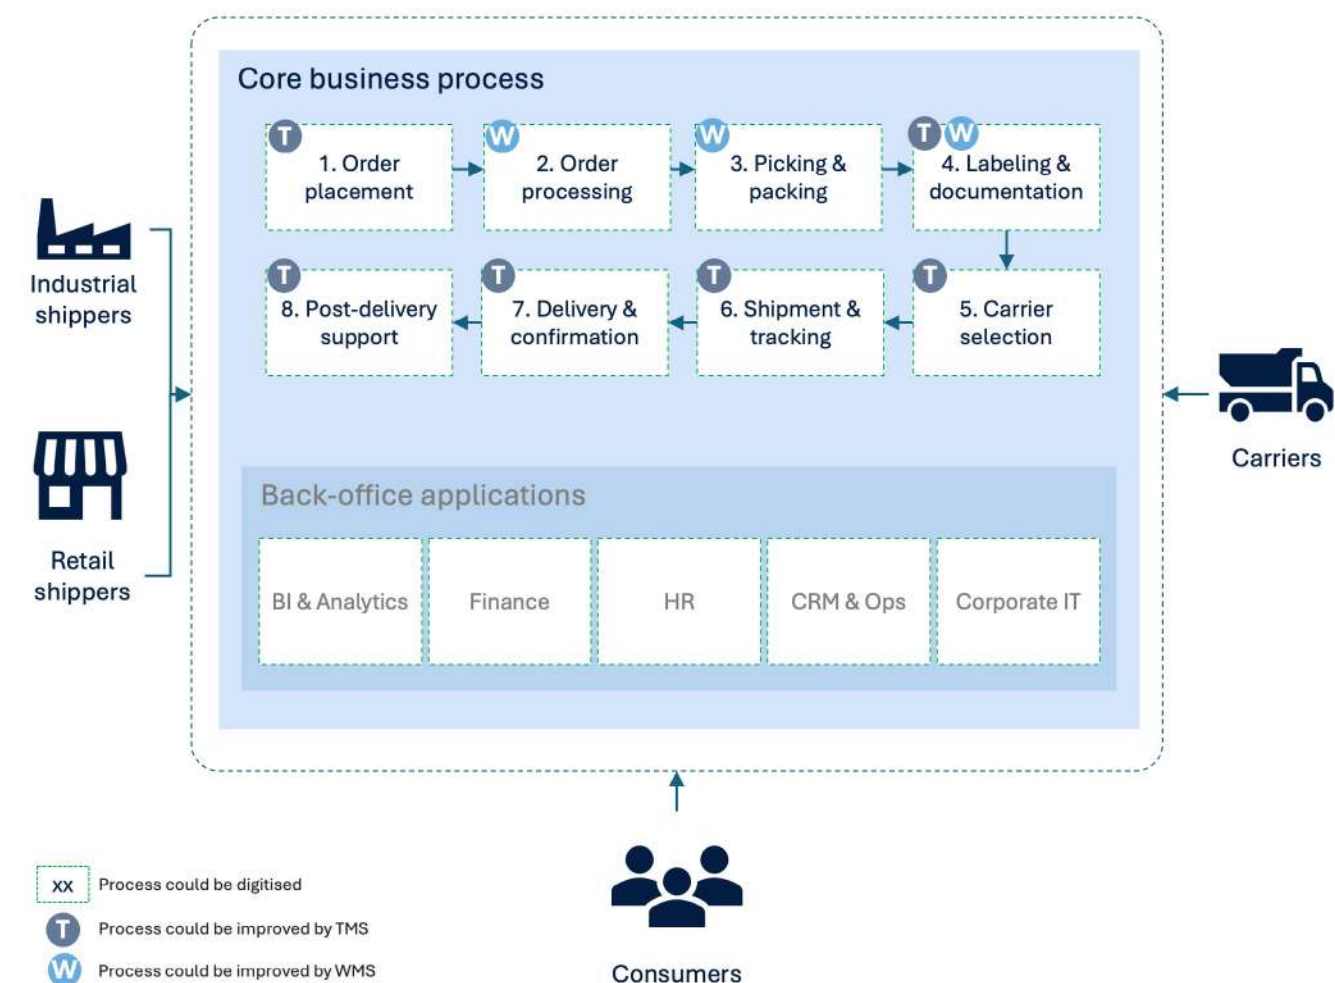 Core business process
T
1. Order
placement
W
2. Order
processing
W
3. Picking &
packing
T W
4. Labeling &
documentation
T
8. Post-delivery
support
T
7. Delivery &
confirmation
T
6. Shipment &
tracking
T
5. Carrier
selection
Industrial
shippers
Retail
shippers
Carriers
Back-office applications
BI & Analytics
Finance
HR
CRM & Ops
Corporate IT
xx Process could be digitised
T Process could be improved by TMS
W Process could be improved by WMS
Consumers